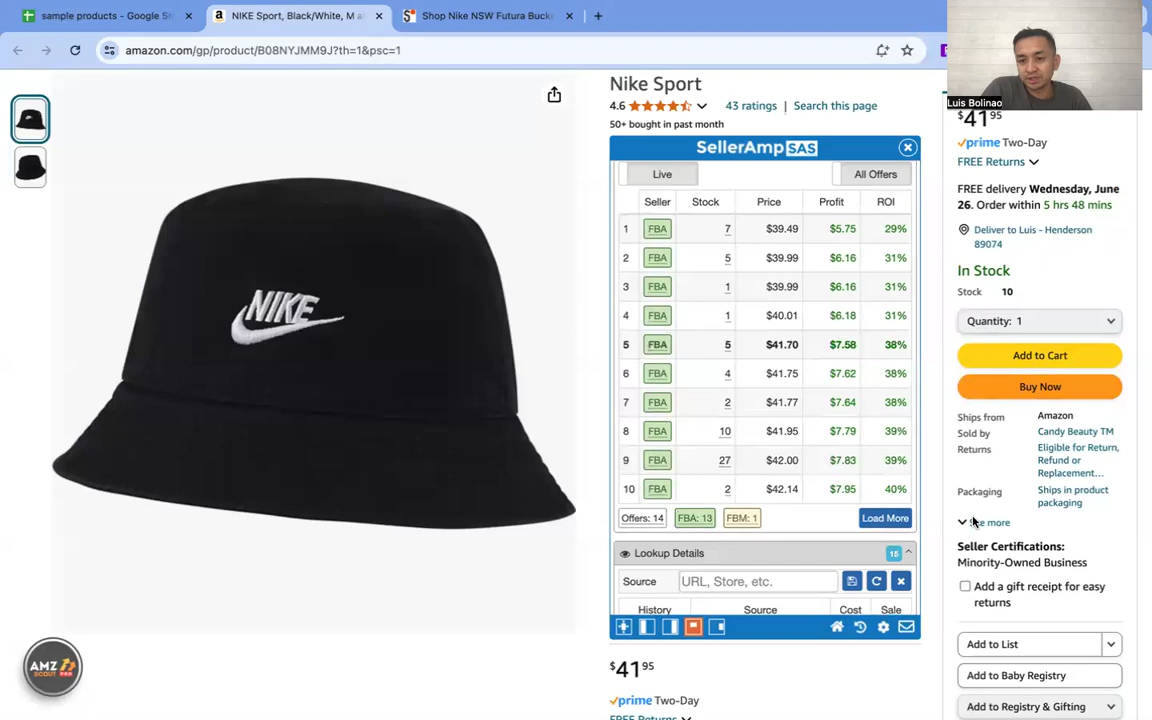 sample products - Google Sh
NIKE Sport, Black/White, M a
Shop Nike NSW Futura Bucke
amazon.com/gp/product/B08NYJMM9J?th=1&psc=1
Luis Bolinao
NIKE
AMZ
SCOUT PRO
Nike Sport
4.6 43 ratings | Search this page
50+ bought in past month
SellerAmp SAS
Live All Offers
Seller Stock Price Profit ROI
1 FBA 7 $39.49 $5.75 29%
2 FBA 5 $39.99 $6.16 31%
3 FBA 1 $39.99 $6.16 31%
4 FBA 1 $40.01 $6.18 31%
5 FBA 5 $41.70 $7.58 38%
6 FBA 4 $41.75 $7.62 38%
7 FBA 2 $41.77 $7.64 38%
8 FBA 10 $41.95 $7.79 39%
9 FBA 27 $42.00 $7.83 39%
10 FBA 2 $42.14 $7.95 40%
Offers: 14 FBA: 13 FBM: 1 Load More
Lookup Details 15
Source URL, Store, etc.
History Source Cost Sale
$41.95
prime Two-Day
FREE Returns
$41.95
prime Two-Day
FREE Returns
FREE delivery Wednesday, June
26. Order within 5 hrs 48 mins
Deliver to Luis - Henderson
89074
In Stock
Stock 10
Quantity: 1
Add to Cart
Buy Now
Ships from Amazon
Sold by Candy Beauty TM
Returns Eligible for Return,
Refund or
Replacement...
Packaging Ships in product
packaging
See more
Seller Certifications:
Minority-Owned Business
Add a gift receipt for easy
returns
Add to List
Add to Baby Registry
Add to Registry & Gifting